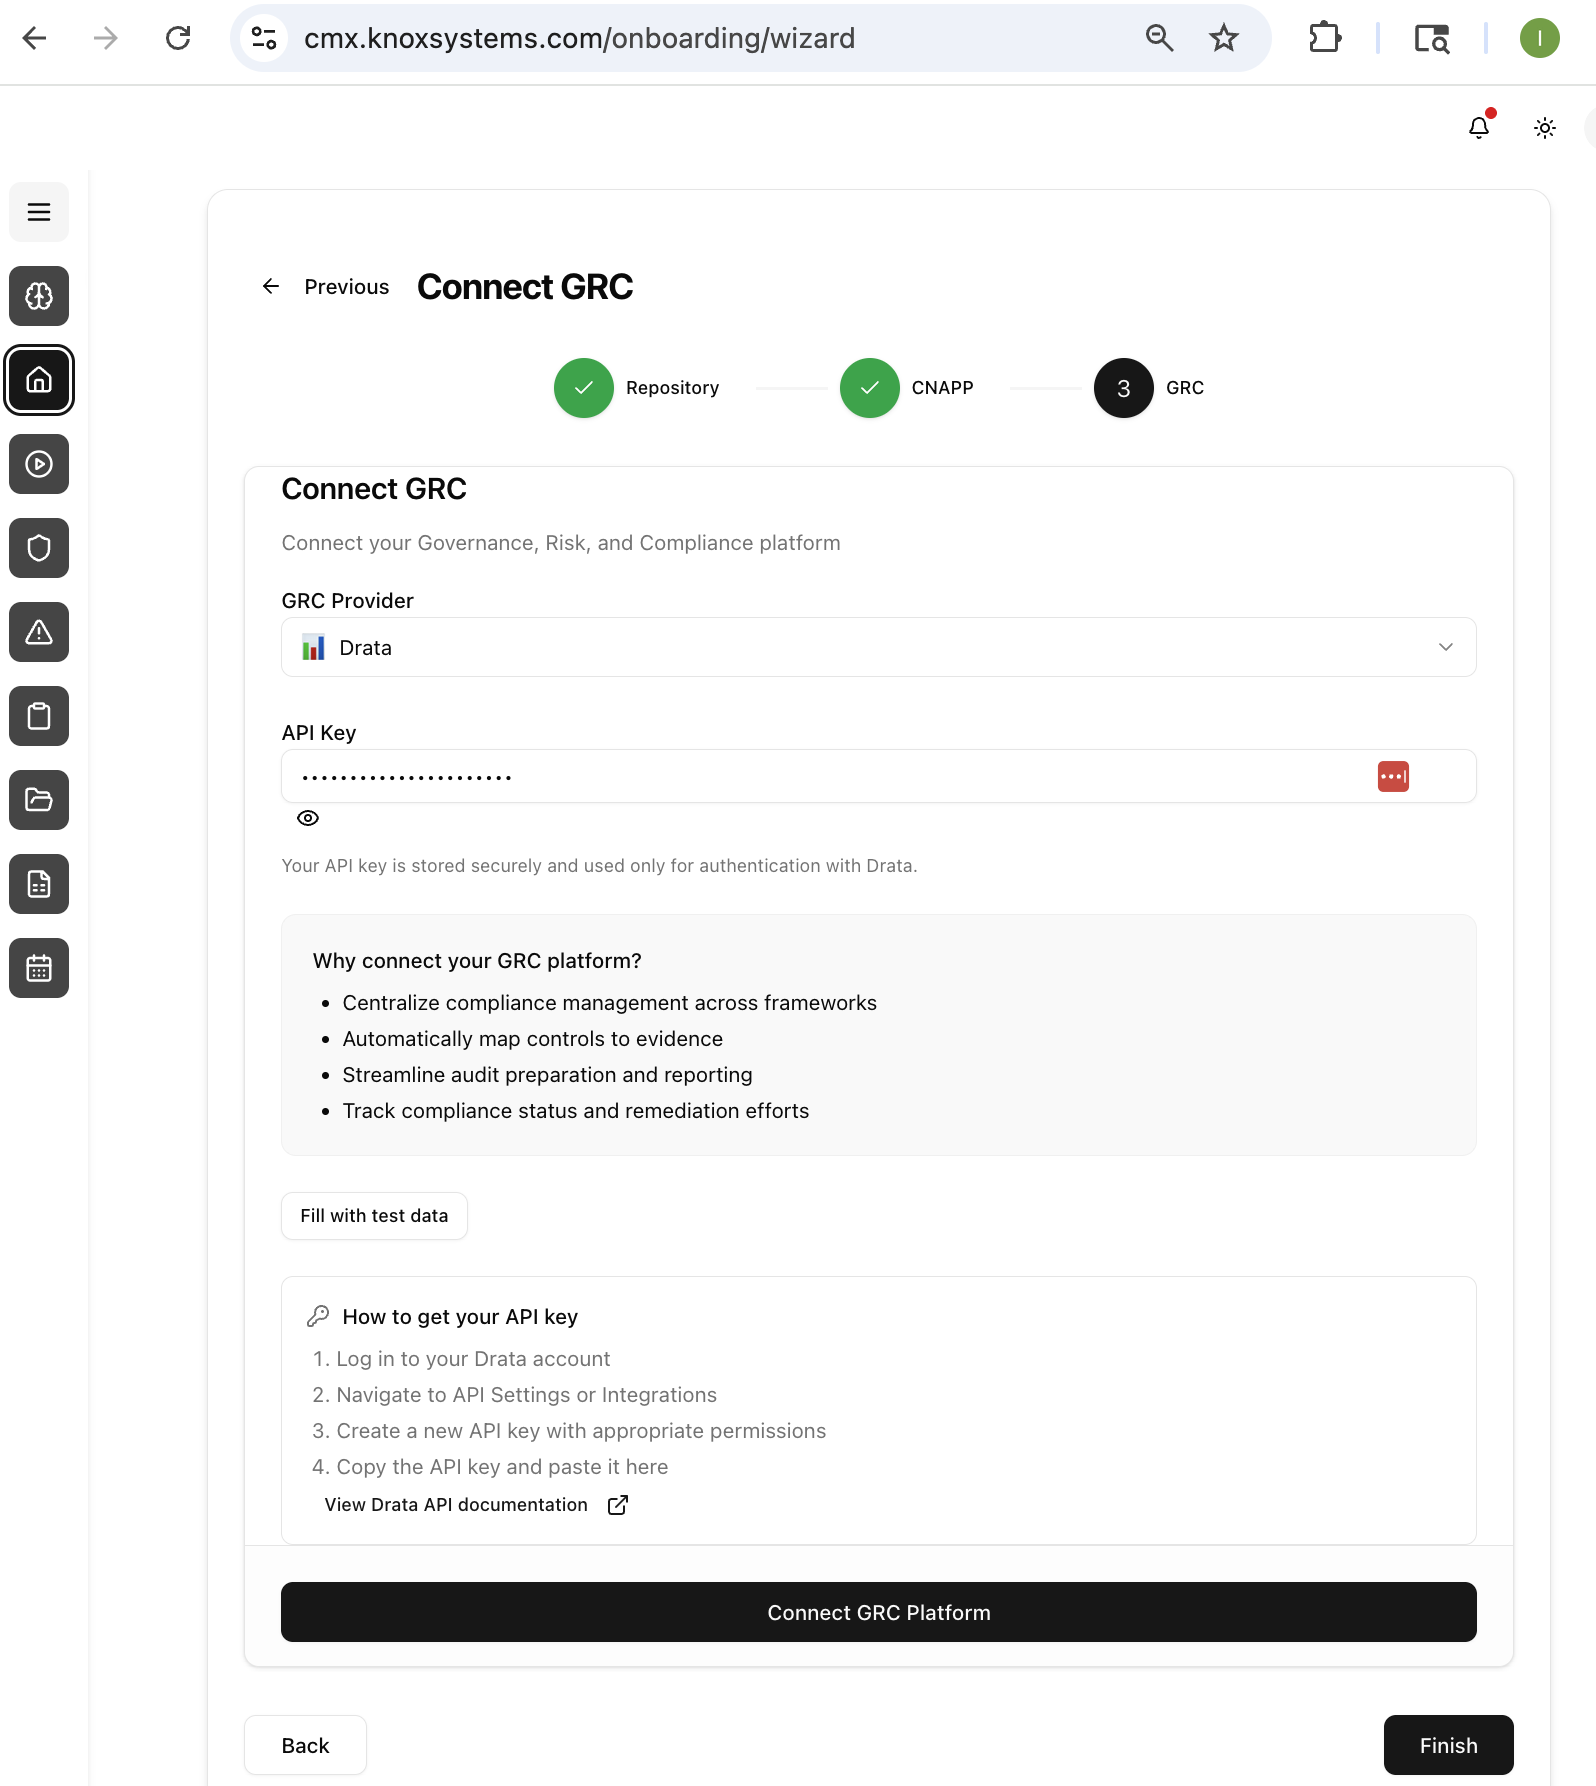 cmx.knoxsystems.com/onboarding/wizard
I
Previous
Connect GRC
Repository
CNAPP
3
GRC
Connect GRC
Connect your Governance, Risk, and Compliance platform
GRC Provider
Drata
API Key
••••••••••••••••••••••
Your API key is stored securely and used only for authentication with Drata.
Why connect your GRC platform?
• Centralize compliance management across frameworks
• Automatically map controls to evidence
• Streamline audit preparation and reporting
• Track compliance status and remediation efforts
Fill with test data
How to get your API key
1. Log in to your Drata account
2. Navigate to API Settings or Integrations
3. Create a new API key with appropriate permissions
4. Copy the API key and paste it here
View Drata API documentation
Connect GRC Platform
Back
Finish